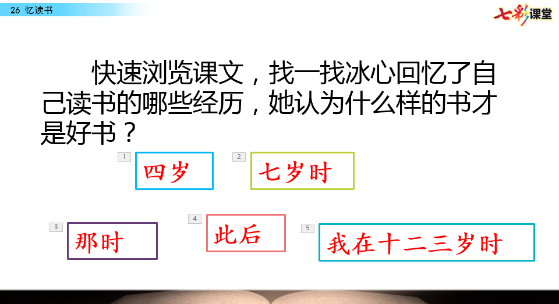 26 忆读书
七彩课堂
快速浏览课文，找一找冰心回忆了自
己读书的哪些经历，她认为什么样的书才
是好书？
1 四岁
2 七岁时
3 那时
4 此后
5 我在十二三岁时